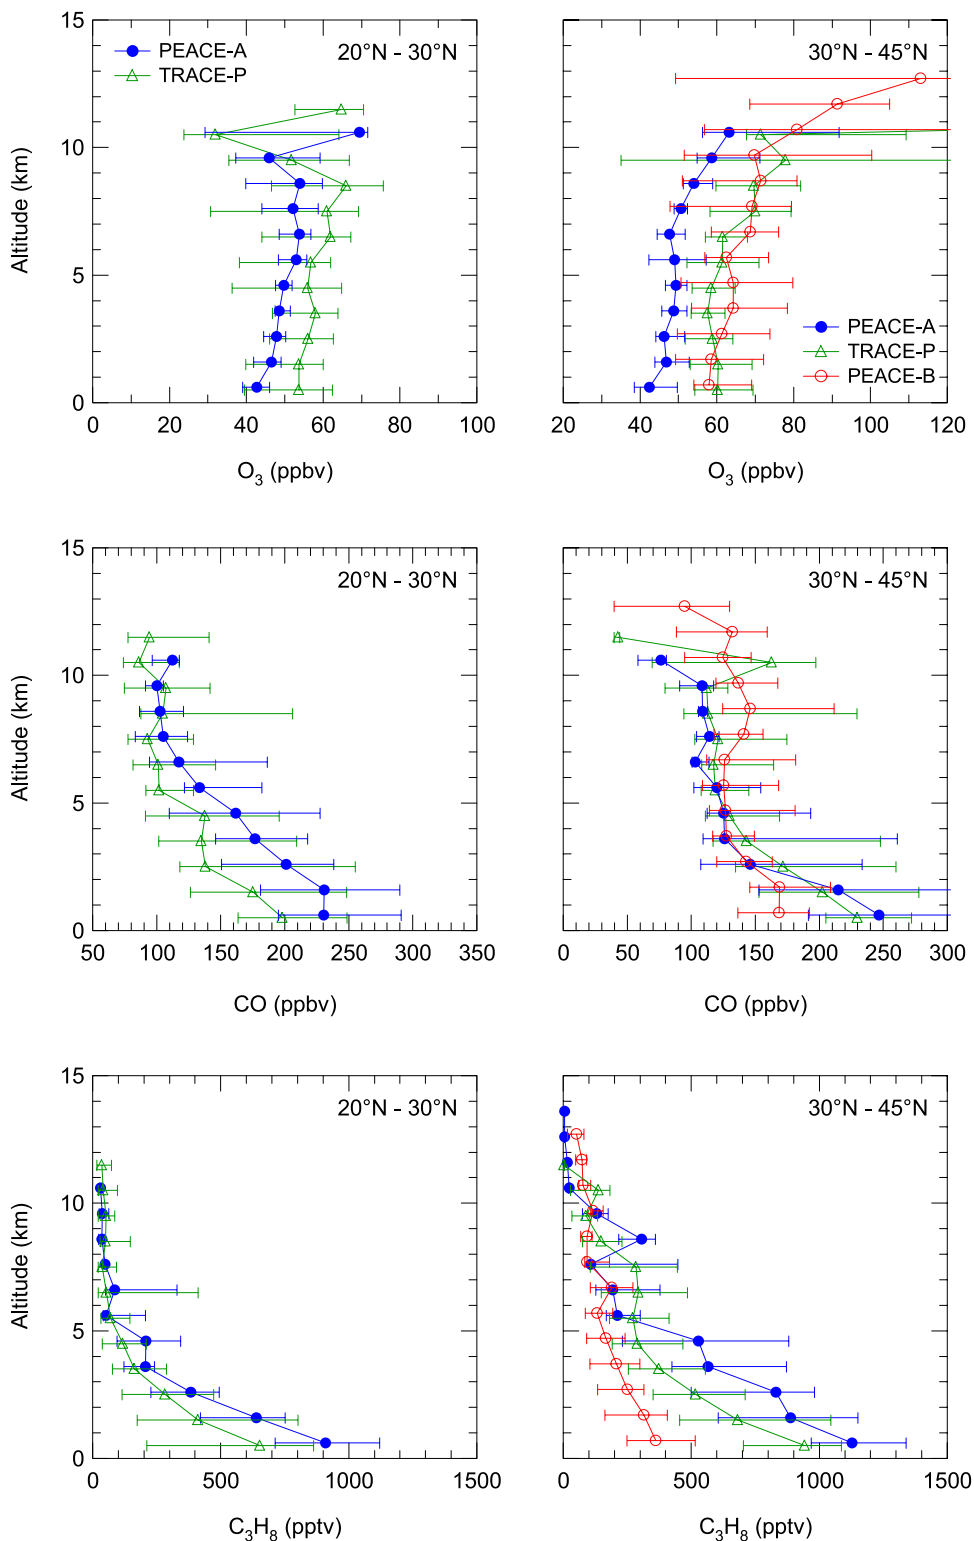 15
10
5
0
Altitude (km)
PEACE-A
TRACE-P
20°N - 30°N
0 20 40 60 80 100
O3 (ppbv)
30°N - 45°N
PEACE-A
TRACE-P
PEACE-B
20 40 60 80 100 120
O3 (ppbv)
15
10
5
0
Altitude (km)
20°N - 30°N
50 100 150 200 250 300 350
CO (ppbv)
30°N - 45°N
0 50 100 150 200 250 300
CO (ppbv)
15
10
5
0
Altitude (km)
20°N - 30°N
0 500 1000 1500
C3H8 (pptv)
30°N - 45°N
0 500 1000 1500
C3H8 (pptv)